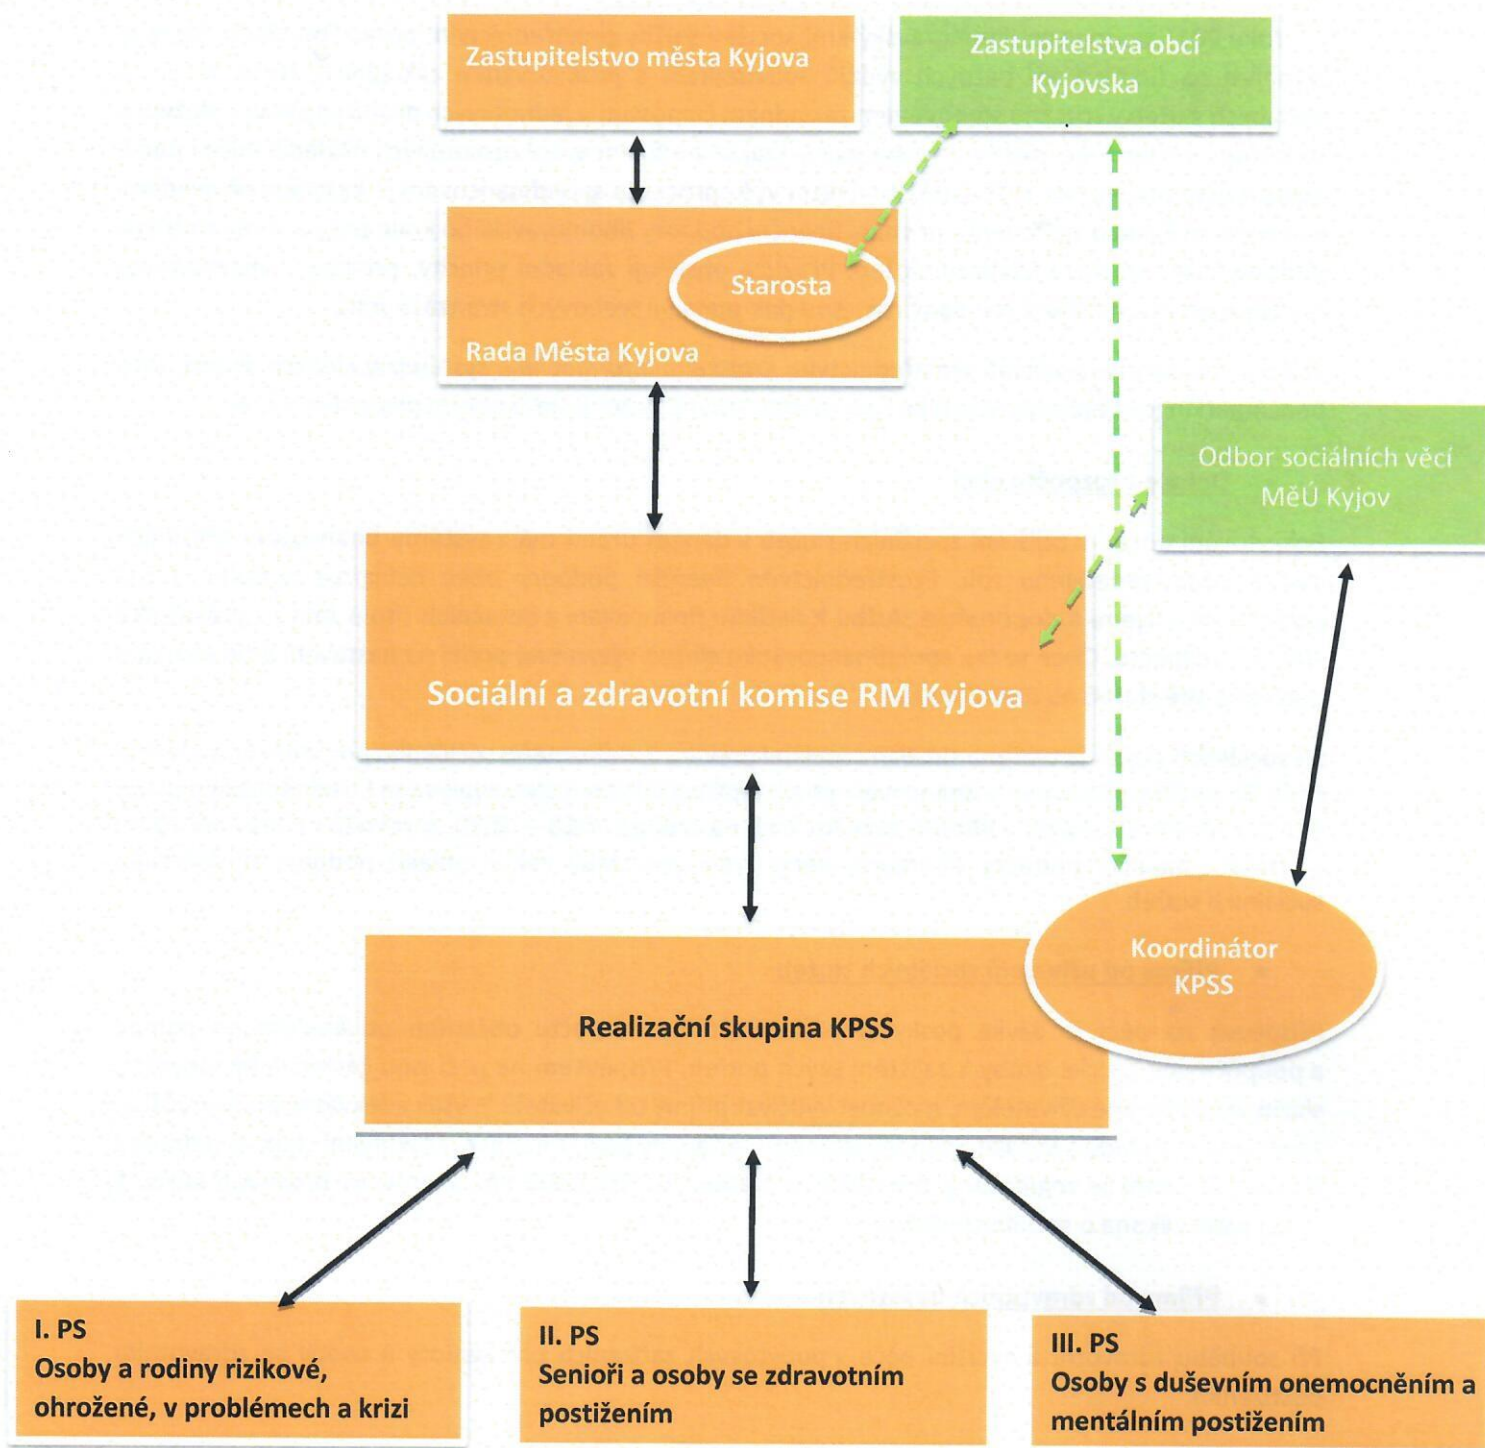 Zastupitelstvo města Kyjova
Zastupitelstva obcí
Kyjovska
Starosta
Rada Města Kyjova
Odbor sociálních věcí
MěÚ Kyjov
Sociální a zdravotní komise RM Kyjova
Koordinátor
KPSS
Realizační skupina KPSS
I. PS
Osoby a rodiny rizikové,
ohrožené, v problémech a krizi
II. PS
Senioři a osoby se zdravotním
postižením
III. PS
Osoby s duševním onemocněním a
mentálním postižením